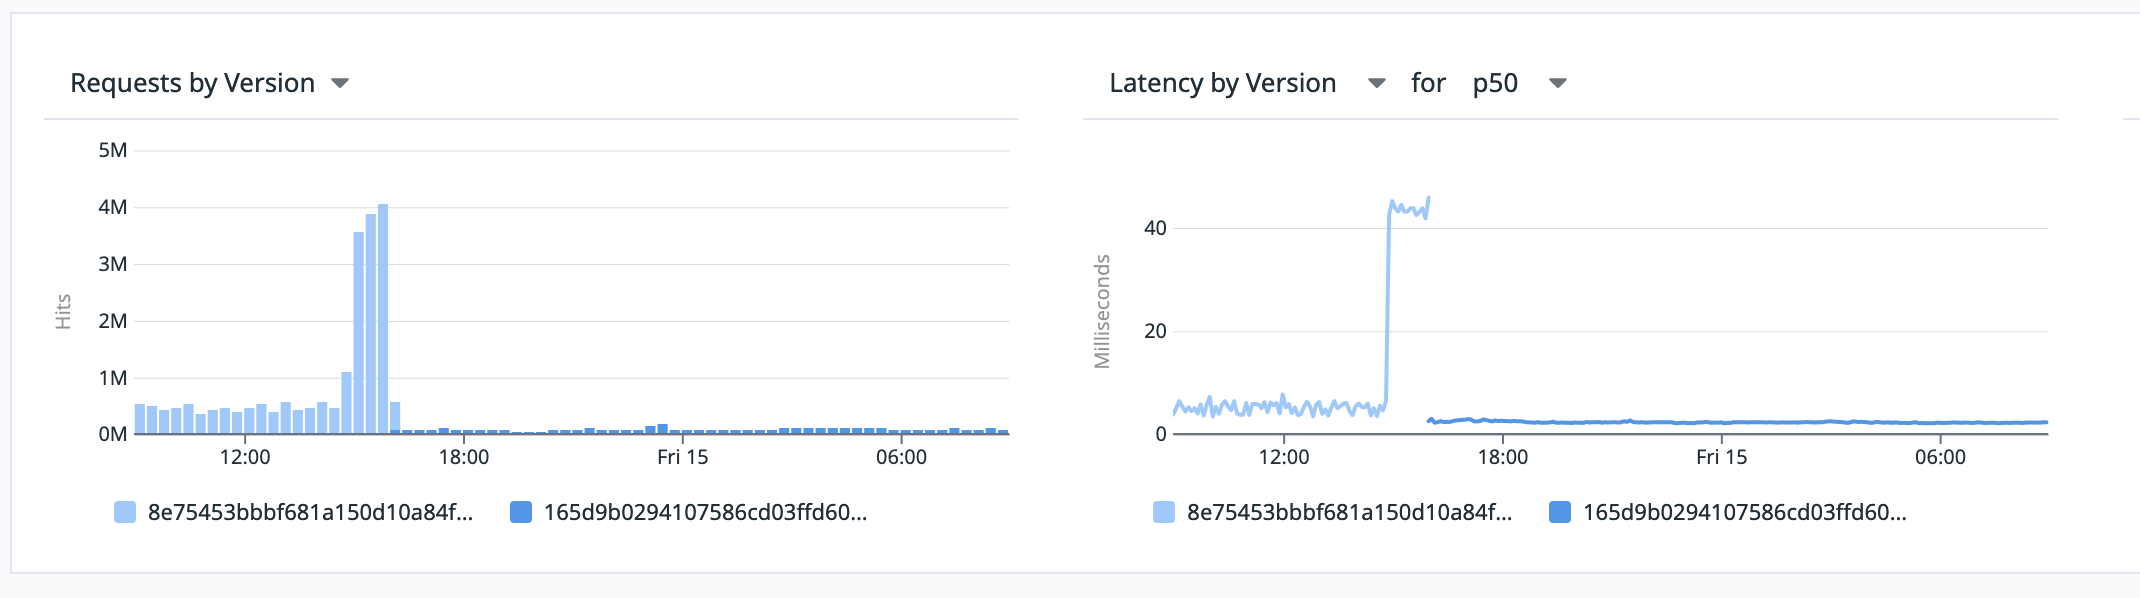 Requests by Version
5M
4M
3M
2M
1M
0M
Hits
12:00 18:00 Fri 15 06:00
8e75453bbbf681a150d10a84f... 165d9b0294107586cd03ffd60...
Latency by Version for p50
40
20
0
Milliseconds
12:00 18:00 Fri 15 06:00
8e75453bbbf681a150d10a84f... 165d9b0294107586cd03ffd60...